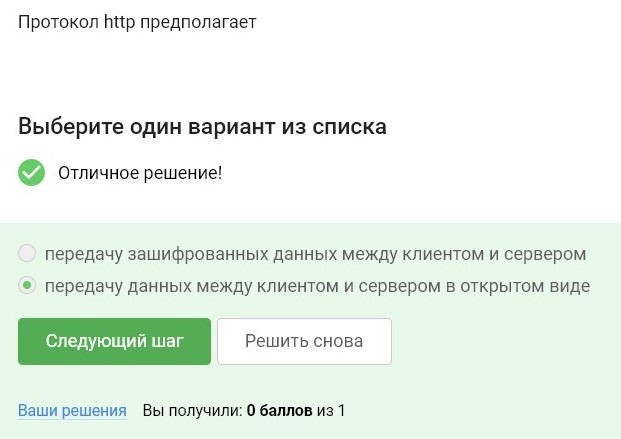 Протокол http предполагает
Выберите один вариант из списка
Отличное решение!
передачу зашифрованных данных между клиентом и сервером
передачу данных между клиентом и сервером в открытом виде
Следующий шаг Решить снова
Ваши решения Вы получили: 0 баллов из 1